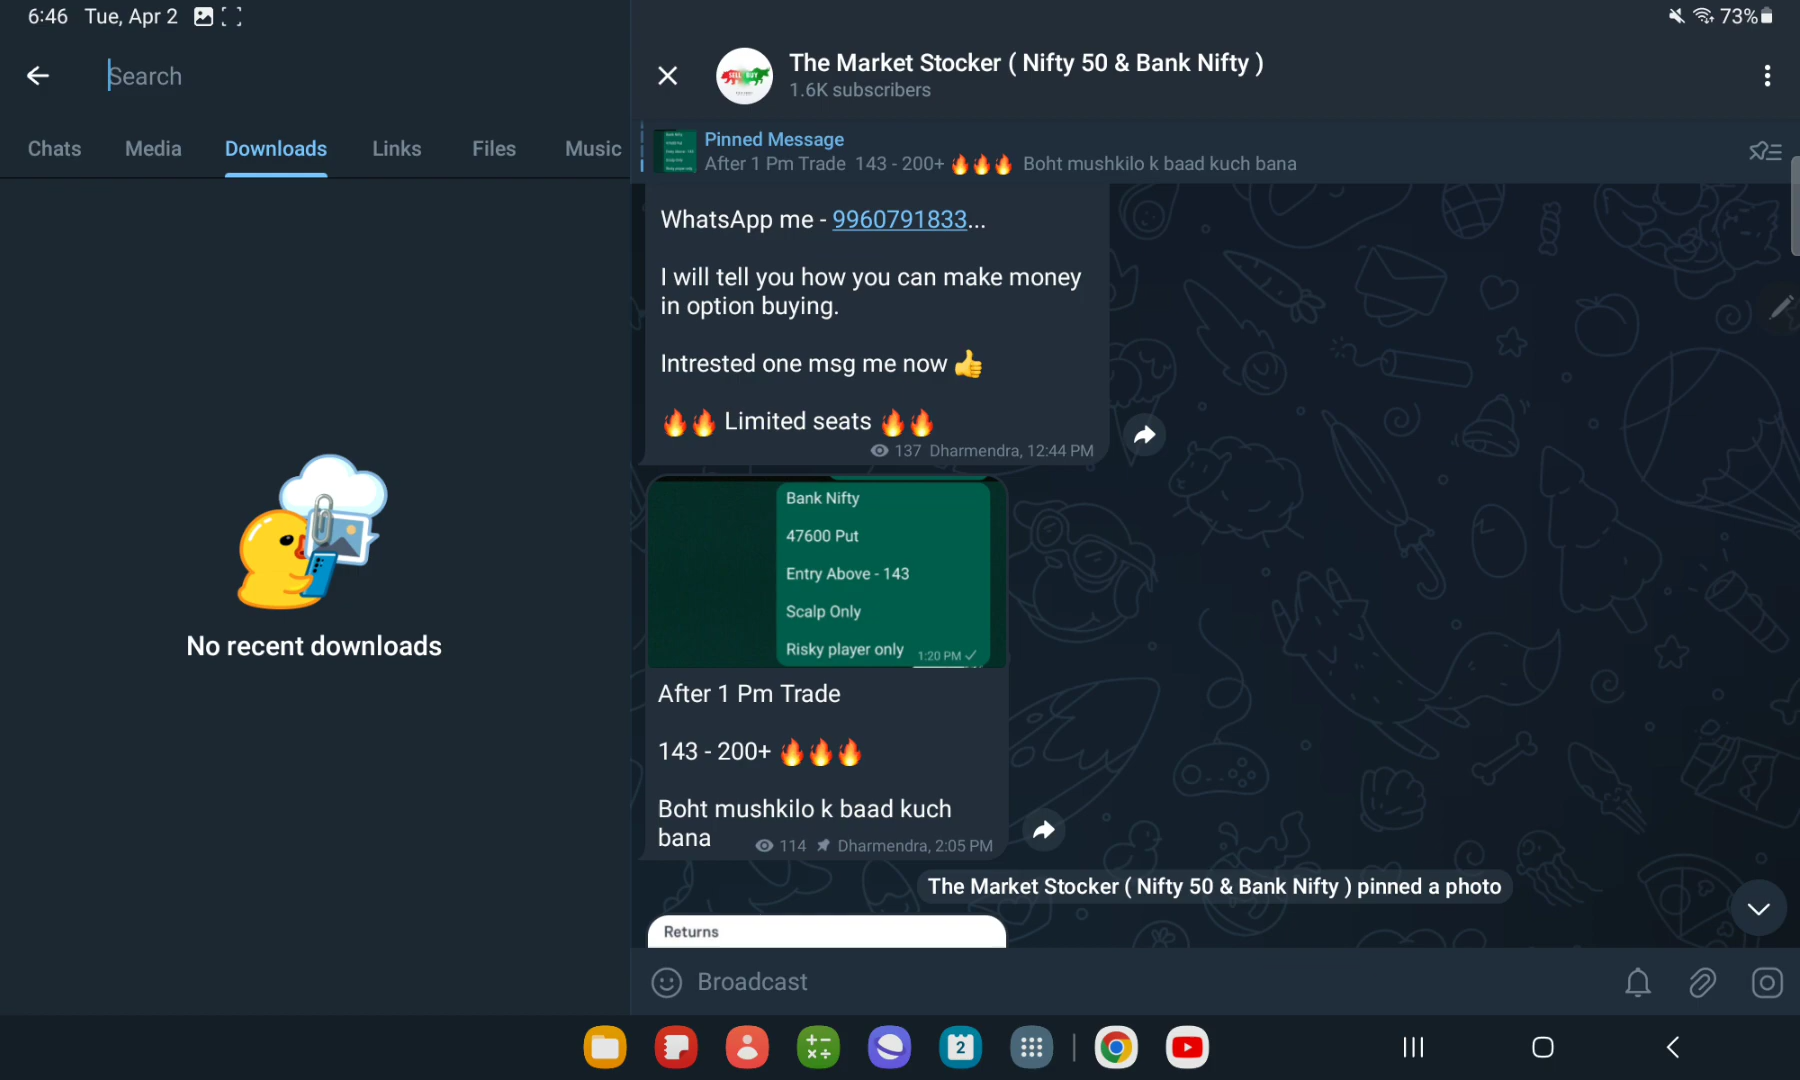 6:46 Tue, Apr 2
73%
Search
Chats Media Downloads Links Files Music
No recent downloads
SELL BUY
The Market Stocker ( Nifty 50 & Bank Nifty )
1.6K subscribers
Pinned Message
After 1 Pm Trade 143 - 200+ 🔥🔥🔥 Boht mushkilo k baad kuch bana
WhatsApp me - 9960791833...
I will tell you how you can make money
in option buying.
Intrested one msg me now 👍
🔥🔥 Limited seats 🔥🔥
137 Dharmendra, 12:44 PM
Bank Nifty
47600 Put
Entry Above - 143
Scalp Only
Risky player only 1:20 PM ✓
After 1 Pm Trade
143 - 200+ 🔥🔥🔥
Boht mushkilo k baad kuch
bana
114 Dharmendra, 2:05 PM
The Market Stocker ( Nifty 50 & Bank Nifty ) pinned a photo
Returns
Broadcast
2